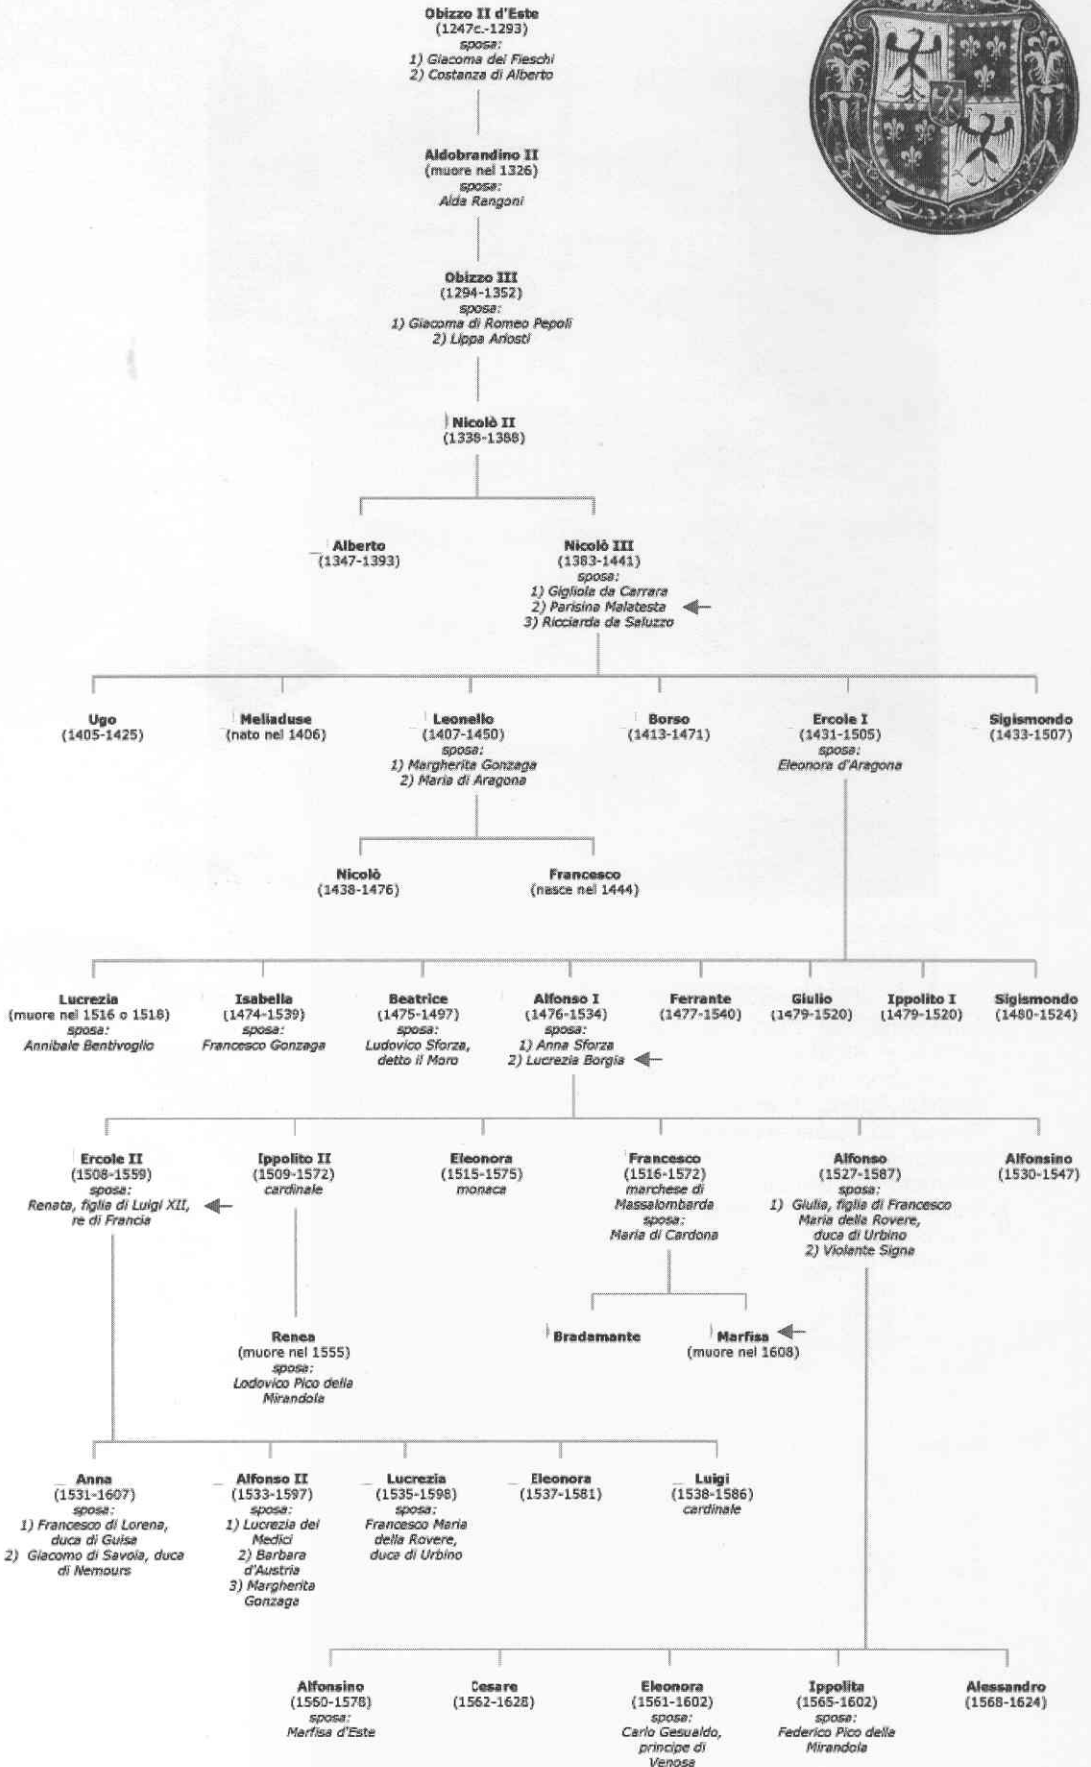 Obizzo II d'Este
(1247c.-1293)
sposa:
1) Giacoma dei Fieschi
2) Costanza di Alberto
Aldobrandino II
(muore nel 1326)
sposa:
Alda Rangoni
Obizzo III
(1294-1352)
sposa:
1) Giacoma di Romeo Pepoli
2) Lippa Ariosti
Nicolò II
(1338-1388)
Alberto
(1347-1393)
Nicolò III
(1383-1441)
sposa:
1) Gigliola da Carrara
2) Parisina Malatesta
3) Ricciarda da Saluzzo
Ugo
(1405-1425)
Meliaduse
(nato nel 1406)
Leonello
(1407-1450)
sposa:
1) Margherita Gonzaga
2) Maria di Aragona
Borso
(1413-1471)
Ercole I
(1431-1505)
sposa:
Eleonora d'Aragona
Sigismondo
(1433-1507)
Nicolò
(1438-1476)
Francesco
(nasce nel 1444)
Lucrezia
(muore nel 1516 o 1518)
sposa:
Annibale Bentivoglio
Isabella
(1474-1539)
sposa:
Francesco Gonzaga
Beatrice
(1475-1497)
sposa:
Ludovico Sforza,
detto il Moro
Alfonso I
(1476-1534)
sposa:
1) Anna Sforza
2) Lucrezia Borgia
Ferrante
(1477-1540)
Giulio
(1479-1520)
Ippolito I
(1479-1520)
Sigismondo
(1480-1524)
Ercole II
(1508-1559)
sposa:
Renata, figlia di Luigi XII,
re di Francia
Ippolito II
(1509-1572)
cardinale
Eleonora
(1515-1575)
monaca
Francesco
(1516-1572)
marchese di
Massalombarda
sposa:
Maria di Cardona
Alfonso
(1527-1587)
sposa:
1) Giulia, figlia di Francesco
Maria della Rovere,
duca di Urbino
2) Violante Signa
Alfonsino
(1530-1547)
Renea
(muore nel 1555)
sposa:
Lodovico Pico della
Mirandola
Bradamante
Marfisa
(muore nel 1608)
Anna
(1531-1607)
sposa:
1) Francesco di Lorena,
duca di Guisa
2) Giacomo di Savoia, duca
di Nemours
Alfonso II
(1533-1597)
sposa:
1) Lucrezia dei
Medici
2) Barbara
d'Austria
3) Margherita
Gonzaga
Lucrezia
(1535-1598)
sposa:
Francesco Maria
della Rovere,
duca di Urbino
Eleonora
(1537-1581)
Luigi
(1538-1586)
cardinale
Alfonsino
(1560-1578)
sposa:
Marfisa d'Este
Cesare
(1562-1628)
Eleonora
(1561-1602)
sposa:
Carlo Gesualdo,
principe di
Venosa
Ippolita
(1565-1602)
sposa:
Federico Pico della
Mirandola
Alessandro
(1568-1624)